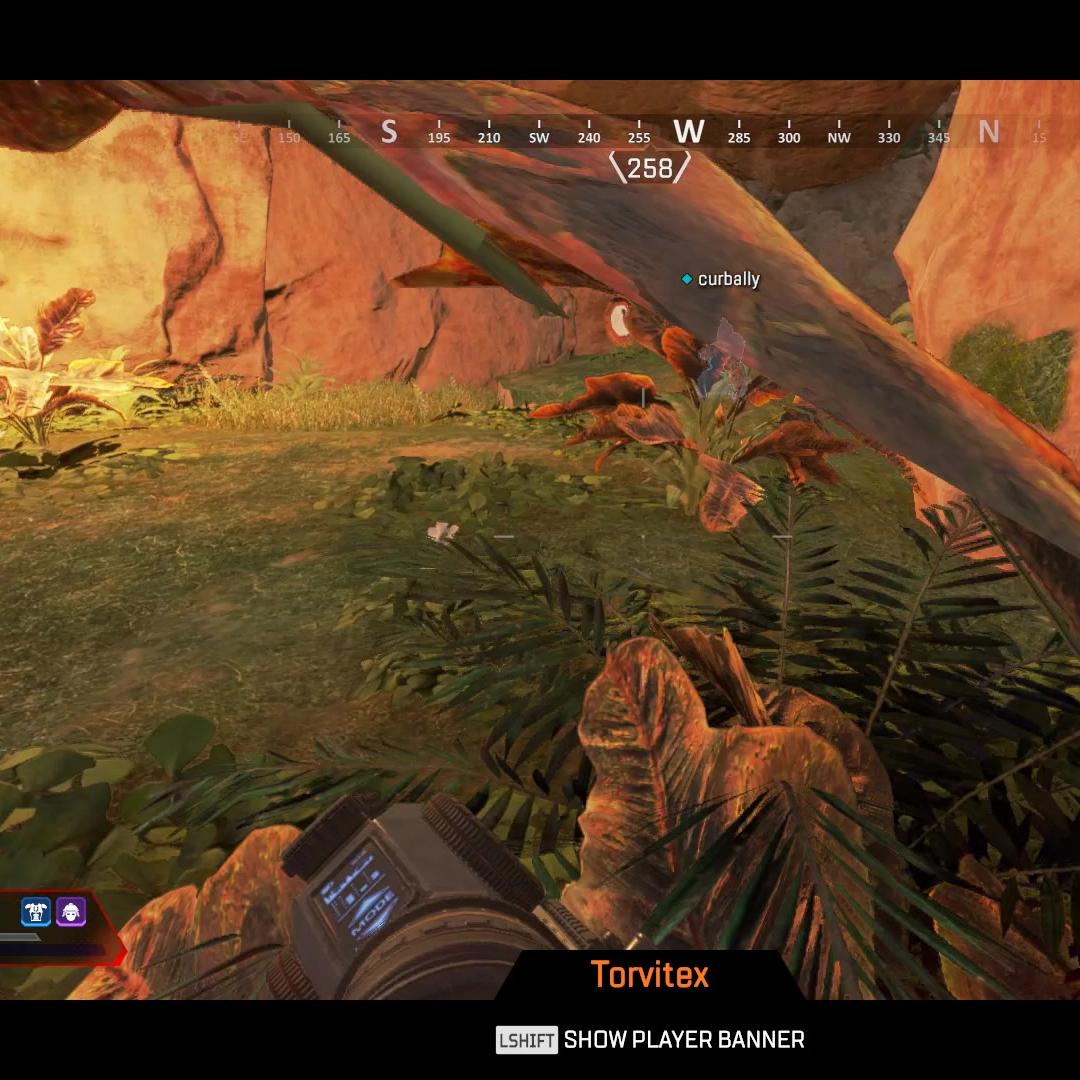 150 165 S 195 210 SW 240 255 W 285 300 NW 330 345 N 15
258
curbally
MODE
Torvitex
LSHIFT SHOW PLAYER BANNER